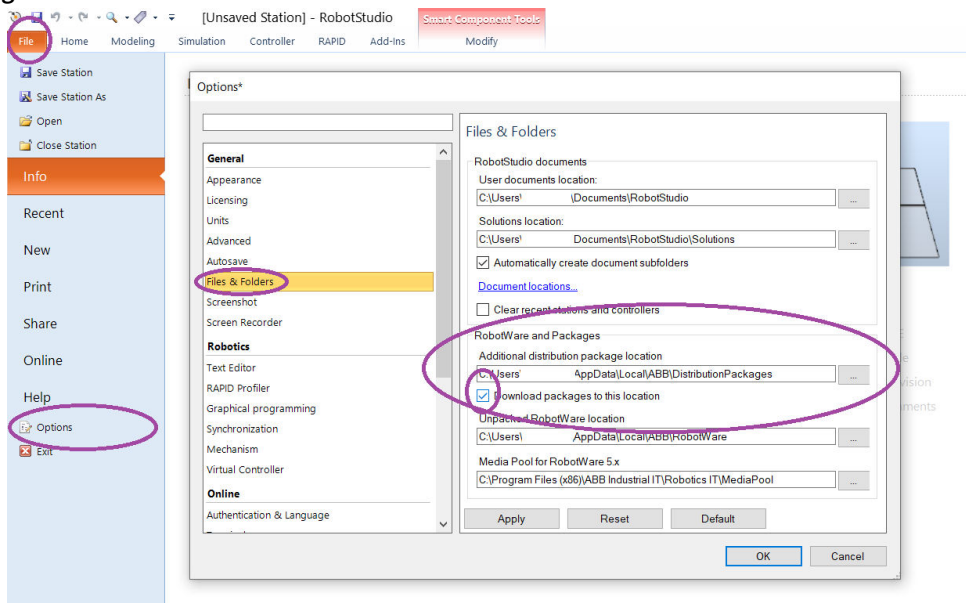 [Unsaved Station] - RobotStudio
Smart Component Tools
File Home Modeling Simulation Controller RAPID Add-Ins Modify
Save Station
Save Station As
Open
Close Station
Info
Recent
New
Print
Share
Online
Help
Options
Exit
Options*
General
Appearance
Licensing
Units
Advanced
Autosave
Files & Folders
Screenshot
Screen Recorder
Robotics
Text Editor
RAPID Profiler
Graphical programming
Synchronization
Mechanism
Virtual Controller
Online
Authentication & Language
Files & Folders
RobotStudio documents
User documents location:
C:\Users\ \Documents\RobotStudio
...
Solutions location:
C:\Users\ Documents\RobotStudio\Solutions
...
Automatically create document subfolders
Document locations...
Clear recent stations and controllers
RobotWare and Packages
Additional distribution package location
C:\Users\ AppData\Local\ABB\DistributionPackages
...
Download packages to this location
Unpacked RobotWare location
C:\Users\ AppData\Local\ABB\RobotWare
...
Media Pool for RobotWare 5.x
C:\Program Files (x86)\ABB Industrial IT\Robotics IT\MediaPool
...
Apply Reset Default
OK Cancel